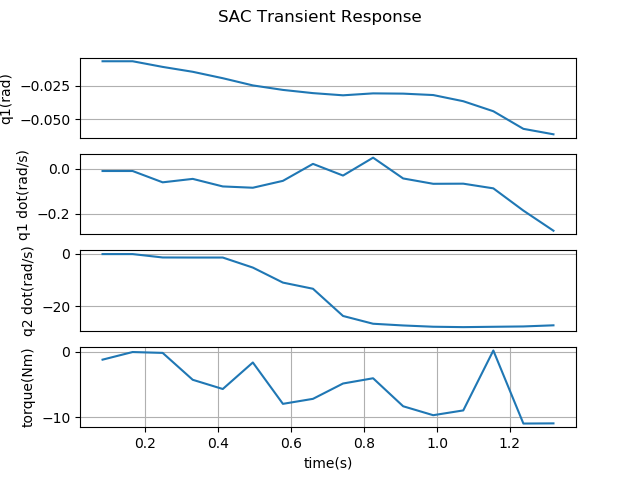 SAC Transient Response
q1(rad)
−0.025
−0.050
q1 dot(rad/s)
0.0
−0.2
q2 dot(rad/s)
0
−20
torque(Nm)
0
−10
0.2 0.4 0.6 0.8 1.0 1.2
time(s)